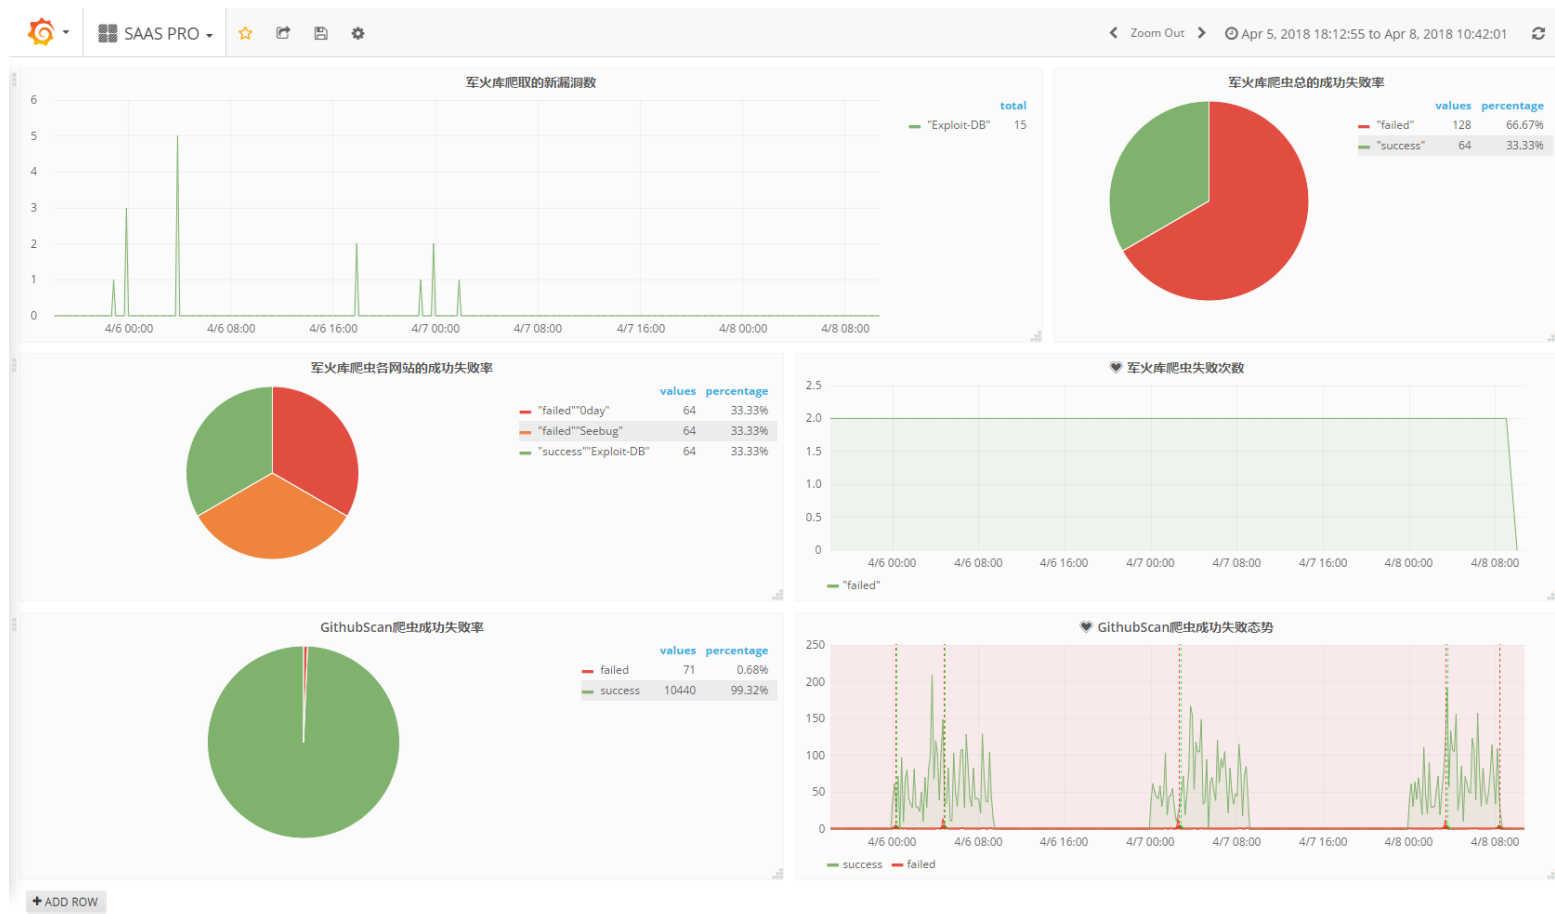 SAAS PRO
Zoom Out
Apr 5, 2018 18:12:55 to Apr 8, 2018 10:42:01
军火库爬取的新漏洞数
6
5
4
3
2
1
0
4/6 00:00 4/6 08:00 4/6 16:00 4/7 00:00 4/7 08:00 4/7 16:00 4/8 00:00 4/8 08:00
total
"Exploit-DB" 15
军火库爬虫总的成功失败率
values percentage
"failed" 128 66.67%
"success" 64 33.33%
军火库爬虫各网站的成功失败率
values percentage
"failed""0day" 64 33.33%
"failed""Seebug" 64 33.33%
"success""Exploit-DB" 64 33.33%
军火库爬虫失败次数
2.5
2.0
1.5
1.0
0.5
0
4/6 00:00 4/6 08:00 4/6 16:00 4/7 00:00 4/7 08:00 4/7 16:00 4/8 00:00 4/8 08:00
"failed"
GithubScan爬虫成功失败率
values percentage
failed 71 0.68%
success 10440 99.32%
GithubScan爬虫成功失败态势
250
200
150
100
50
0
4/6 00:00 4/6 08:00 4/6 16:00 4/7 00:00 4/7 08:00 4/7 16:00 4/8 00:00 4/8 08:00
success failed
ADD ROW